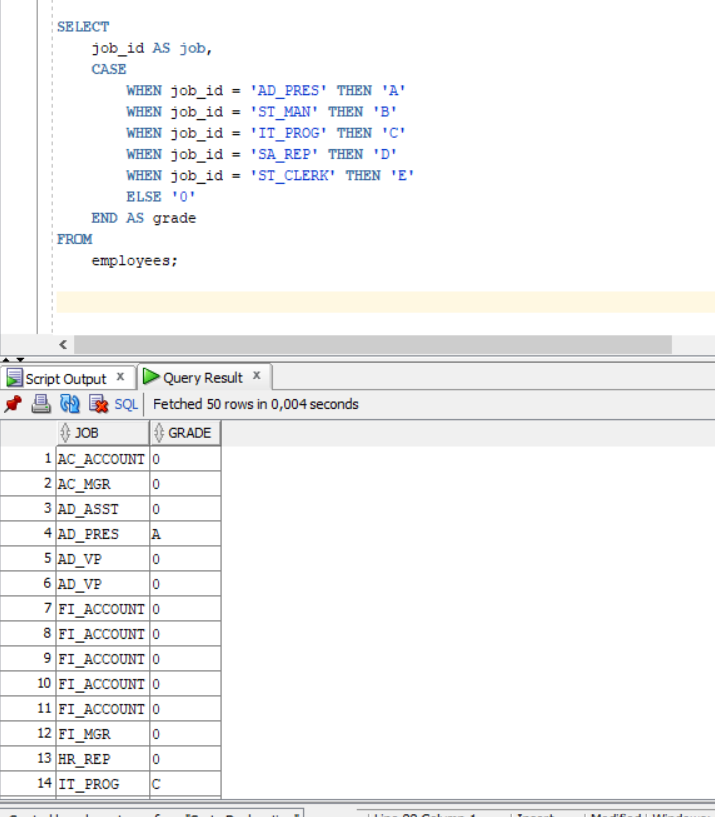 SELECT
job_id AS job,
CASE
WHEN job_id = 'AD_PRES' THEN 'A'
WHEN job_id = 'ST_MAN' THEN 'B'
WHEN job_id = 'IT_PROG' THEN 'C'
WHEN job_id = 'SA_REP' THEN 'D'
WHEN job_id = 'ST_CLERK' THEN 'E'
ELSE '0'
END AS grade
FROM
employees;
Script Output x Query Result x
SQL Fetched 50 rows in 0,004 seconds
JOB GRADE
1 AC_ACCOUNT 0
2 AC_MGR 0
3 AD_ASST 0
4 AD_PRES A
5 AD_VP 0
6 AD_VP 0
7 FI_ACCOUNT 0
8 FI_ACCOUNT 0
9 FI_ACCOUNT 0
10 FI_ACCOUNT 0
11 FI_ACCOUNT 0
12 FI_MGR 0
13 HR_REP 0
14 IT_PROG C